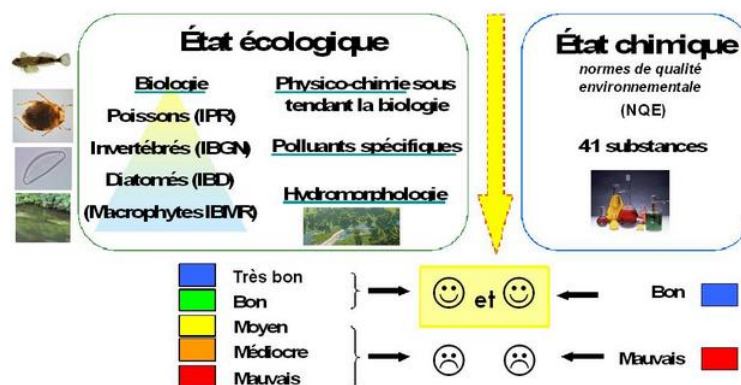 État écologique
Biologie
Poissons (IPR)
Invertébrés (IBGN)
Diatomés (IBD)
(Macrophytes IBMR)
Physico-chimie sous
tendant la biologie
Polluants spécifiques
Hydromorphologie
État chimique
normes de qualité
environnementale
(NQE)
41 substances
Très bon
Bon
Moyen
Médiocre
Mauvais
et
Bon
Mauvais